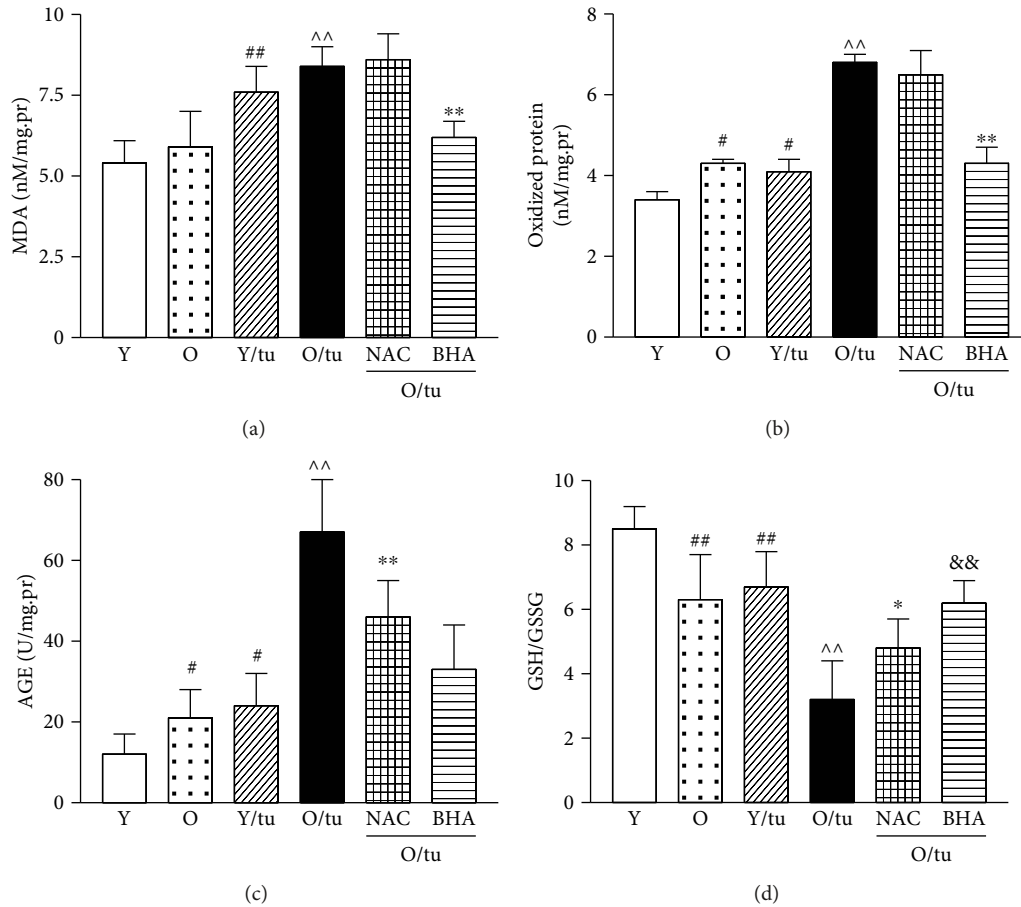 MDA (nM/mg.pr)
10
7.5
5.0
2.5
0
##
^^
**
Y O Y/tu O/tu NAC BHA
O/tu
(a)
Oxidized protein
(nM/mg.pr)
8
6
4
2
0
#
#
^^
**
Y O Y/tu O/tu NAC BHA
O/tu
(b)
AGE (U/mg.pr)
80
60
40
20
0
#
#
^^
**
Y O Y/tu O/tu NAC BHA
O/tu
(c)
GSH/GSSG
10
8
6
4
2
0
##
##
^^
*
&&
Y O Y/tu O/tu NAC BHA
O/tu
(d)